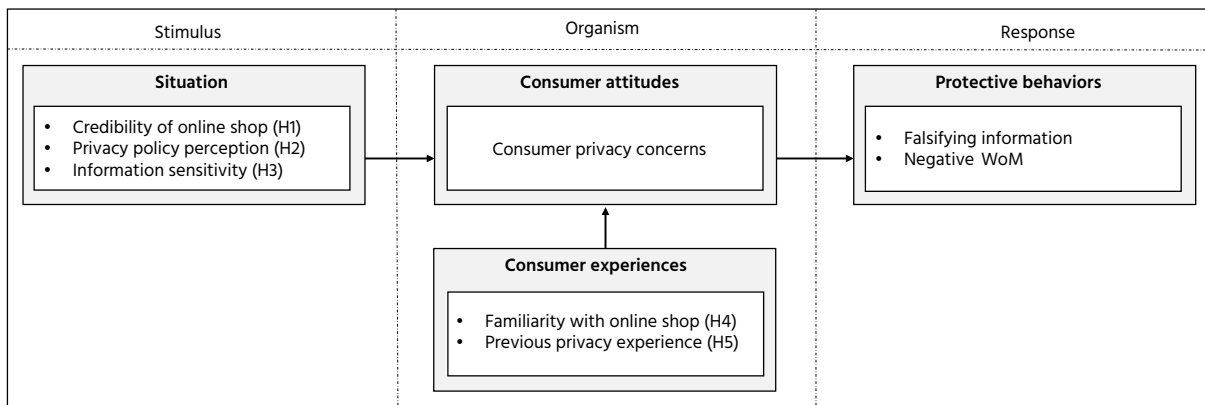 Stimulus
Organism
Response
Situation
• Credibility of online shop (H1)
• Privacy policy perception (H2)
• Information sensitivity (H3)
Consumer attitudes
Consumer privacy concerns
Protective behaviors
• Falsifying information
• Negative WoM
Consumer experiences
• Familiarity with online shop (H4)
• Previous privacy experience (H5)